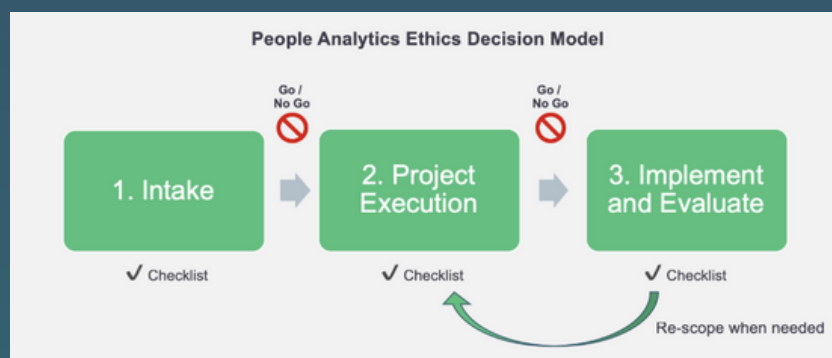 People Analytics Ethics Decision Model
Go /
No Go
Go /
No Go
1. Intake
2. Project
Execution
3. Implement
and Evaluate
✓ Checklist
✓ Checklist
✓ Checklist
Re-scope when needed